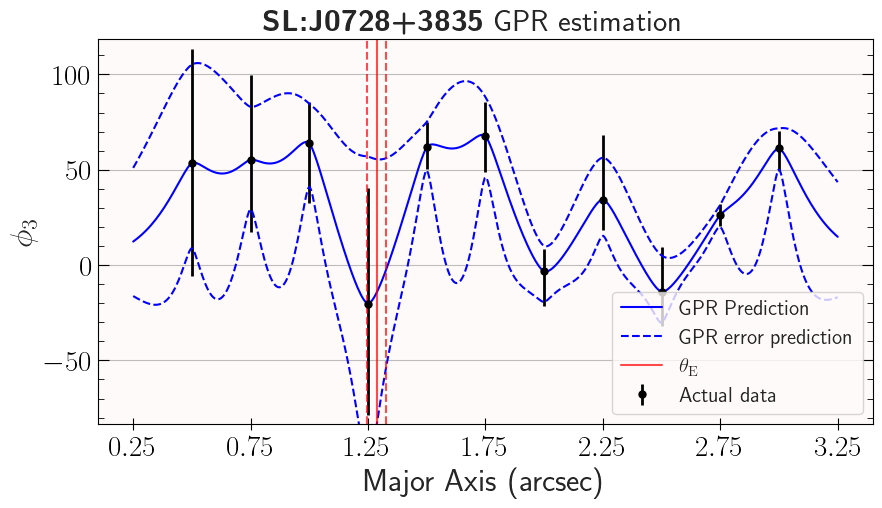 SL:J0728+3835 GPR estimation
100
50
0
−50
ϕ3
0.25 0.75 1.25 1.75 2.25 2.75 3.25
Major Axis (arcsec)
GPR Prediction
GPR error prediction
θE
Actual data